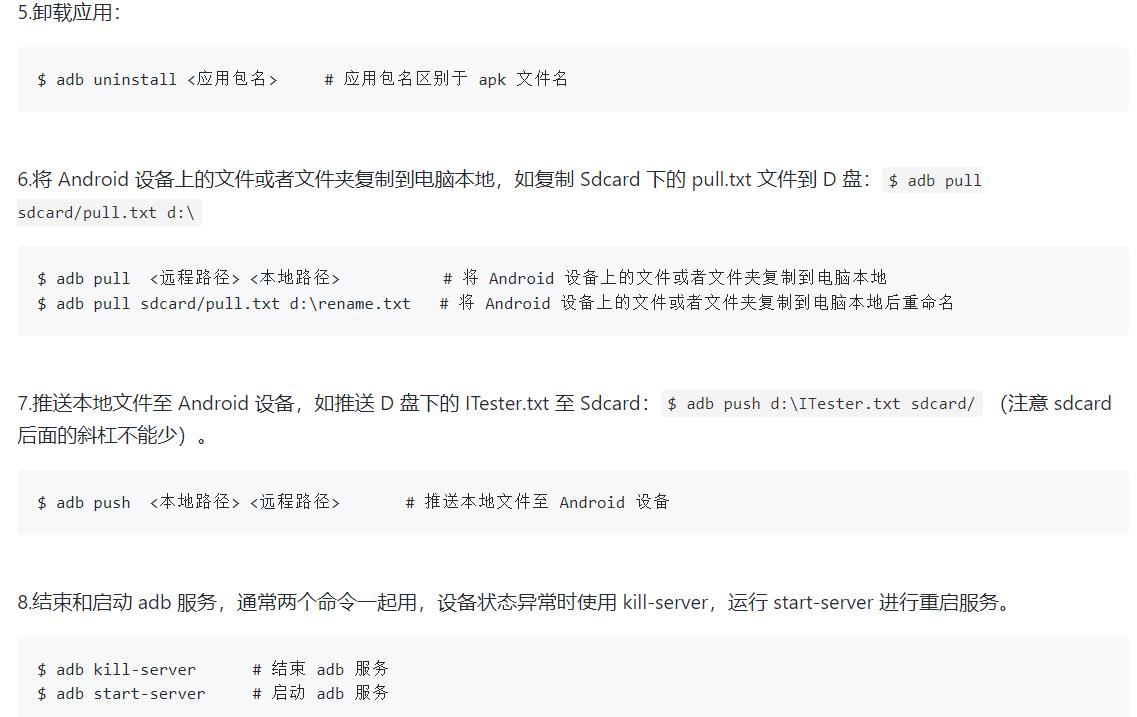 5.卸载应用：
$ adb uninstall <应用包名>     # 应用包名区别于 apk 文件名
6.将 Android 设备上的文件或者文件夹复制到电脑本地，如复制 Sdcard 下的 pull.txt 文件到 D 盘：$ adb pull
sdcard/pull.txt d:\
$ adb pull  <远程路径> <本地路径>           # 将 Android 设备上的文件或者文件夹复制到电脑本地
$ adb pull sdcard/pull.txt d:\rename.txt   # 将 Android 设备上的文件或者文件夹复制到电脑本地后重命名
7.推送本地文件至 Android 设备，如推送 D 盘下的 ITester.txt 至 Sdcard：$ adb push d:\ITester.txt sdcard/ （注意 sdcard
后面的斜杠不能少）。
$ adb push  <本地路径> <远程路径>       # 推送本地文件至 Android 设备
8.结束和启动 adb 服务，通常两个命令一起用，设备状态异常时使用 kill-server，运行 start-server 进行重启服务。
$ adb kill-server      # 结束 adb 服务
$ adb start-server     # 启动 adb 服务